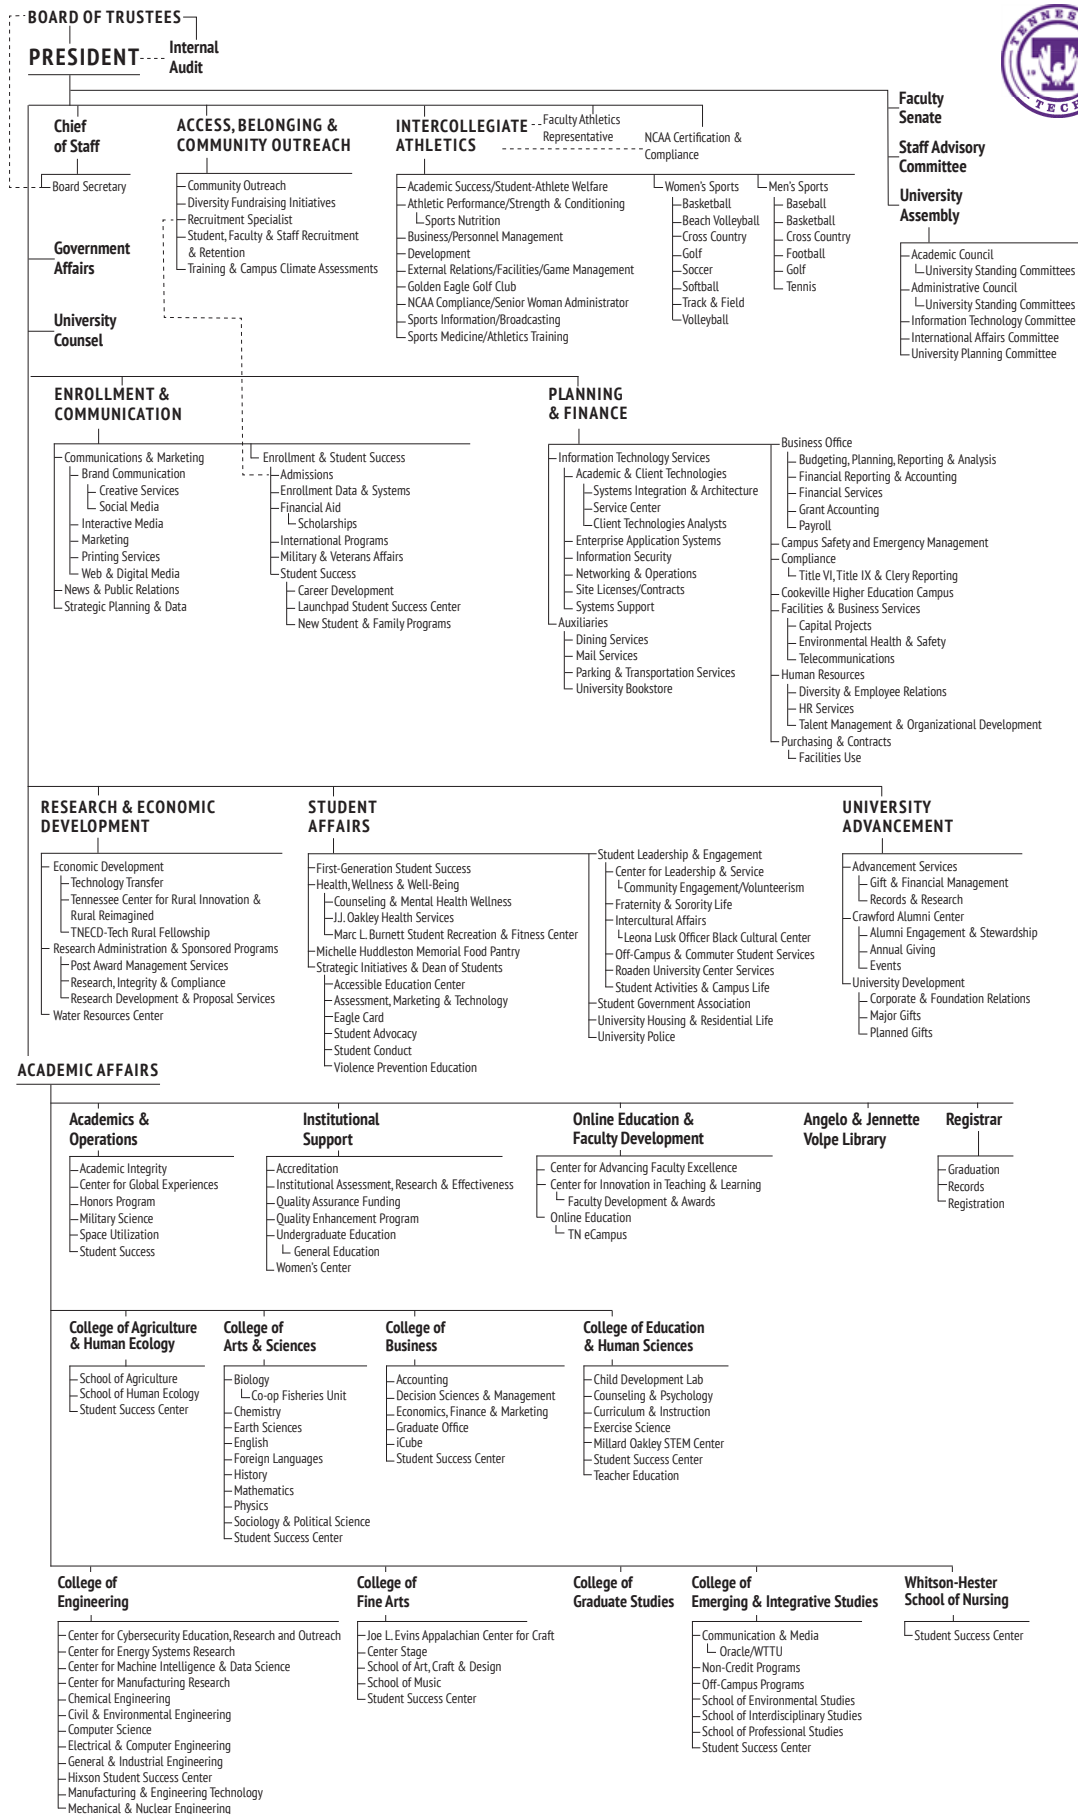 BOARD OF TRUSTEES
PRESIDENT
Internal
Audit
TENNES
TECH
19
Faculty
Senate
Staff Advisory
Committee
University
Assembly
Academic Council
University Standing Committees
Administrative Council
University Standing Committees
Information Technology Committee
International Affairs Committee
University Planning Committee
Chief
of Staff
Board Secretary
Government
Affairs
University
Counsel
ACCESS, BELONGING &
COMMUNITY OUTREACH
Community Outreach
Diversity Fundraising Initiatives
Recruitment Specialist
Student, Faculty & Staff Recruitment
& Retention
Training & Campus Climate Assessments
INTERCOLLEGIATE
ATHLETICS
Faculty Athletics
Representative
NCAA Certification &
Compliance
Academic Success/Student-Athlete Welfare
Athletic Performance/Strength & Conditioning
Sports Nutrition
Business/Personnel Management
Development
External Relations/Facilities/Game Management
Golden Eagle Golf Club
NCAA Compliance/Senior Woman Administrator
Sports Information/Broadcasting
Sports Medicine/Athletics Training
Women's Sports
Basketball
Beach Volleyball
Cross Country
Golf
Soccer
Softball
Track & Field
Volleyball
Men's Sports
Baseball
Basketball
Cross Country
Football
Golf
Tennis
ENROLLMENT &
COMMUNICATION
Communications & Marketing
Brand Communication
Creative Services
Social Media
Interactive Media
Marketing
Printing Services
Web & Digital Media
News & Public Relations
Strategic Planning & Data
Enrollment & Student Success
Admissions
Enrollment Data & Systems
Financial Aid
Scholarships
International Programs
Military & Veterans Affairs
Student Success
Career Development
Launchpad Student Success Center
New Student & Family Programs
PLANNING
& FINANCE
Information Technology Services
Academic & Client Technologies
Systems Integration & Architecture
Service Center
Client Technologies Analysts
Enterprise Application Systems
Information Security
Networking & Operations
Site Licenses/Contracts
Systems Support
Auxiliaries
Dining Services
Mail Services
Parking & Transportation Services
University Bookstore
Business Office
Budgeting, Planning, Reporting & Analysis
Financial Reporting & Accounting
Financial Services
Grant Accounting
Payroll
Campus Safety and Emergency Management
Compliance
Title VI, Title IX & Clery Reporting
Cookeville Higher Education Campus
Facilities & Business Services
Capital Projects
Environmental Health & Safety
Telecommunications
Human Resources
Diversity & Employee Relations
HR Services
Talent Management & Organizational Development
Purchasing & Contracts
Facilities Use
RESEARCH & ECONOMIC
DEVELOPMENT
Economic Development
Technology Transfer
Tennessee Center for Rural Innovation &
Rural Reimagined
TNECD-Tech Rural Fellowship
Research Administration & Sponsored Programs
Post Award Management Services
Research, Integrity & Compliance
Research Development & Proposal Services
Water Resources Center
STUDENT
AFFAIRS
First-Generation Student Success
Health, Wellness & Well-Being
Counseling & Mental Health Wellness
J.J. Oakley Health Services
Marc L. Burnett Student Recreation & Fitness Center
Michelle Huddleston Memorial Food Pantry
Strategic Initiatives & Dean of Students
Accessible Education Center
Assessment, Marketing & Technology
Eagle Card
Student Advocacy
Student Conduct
Violence Prevention Education
Student Leadership & Engagement
Center for Leadership & Service
Community Engagement/Volunteerism
Fraternity & Sorority Life
Intercultural Affairs
Leona Lusk Officer Black Cultural Center
Off-Campus & Commuter Student Services
Roaden University Center Services
Student Activities & Campus Life
Student Government Association
University Housing & Residential Life
University Police
UNIVERSITY
ADVANCEMENT
Advancement Services
Gift & Financial Management
Records & Research
Crawford Alumni Center
Alumni Engagement & Stewardship
Annual Giving
Events
University Development
Corporate & Foundation Relations
Major Gifts
Planned Gifts
ACADEMIC AFFAIRS
Academics &
Operations
Academic Integrity
Center for Global Experiences
Honors Program
Military Science
Space Utilization
Student Success
Institutional
Support
Accreditation
Institutional Assessment, Research & Effectiveness
Quality Assurance Funding
Quality Enhancement Program
Undergraduate Education
General Education
Women's Center
Online Education &
Faculty Development
Center for Advancing Faculty Excellence
Center for Innovation in Teaching & Learning
Faculty Development & Awards
Online Education
TN eCampus
Angelo & Jennette
Volpe Library
Registrar
Graduation
Records
Registration
College of Agriculture
& Human Ecology
School of Agriculture
School of Human Ecology
Student Success Center
College of
Arts & Sciences
Biology
Co-op Fisheries Unit
Chemistry
Earth Sciences
English
Foreign Languages
History
Mathematics
Physics
Sociology & Political Science
Student Success Center
College of
Business
Accounting
Decision Sciences & Management
Economics, Finance & Marketing
Graduate Office
iCube
Student Success Center
College of Education
& Human Sciences
Child Development Lab
Counseling & Psychology
Curriculum & Instruction
Exercise Science
Millard Oakley STEM Center
Student Success Center
Teacher Education
College of
Engineering
Center for Cybersecurity Education, Research and Outreach
Center for Energy Systems Research
Center for Machine Intelligence & Data Science
Center for Manufacturing Research
Chemical Engineering
Civil & Environmental Engineering
Computer Science
Electrical & Computer Engineering
General & Industrial Engineering
Hixson Student Success Center
Manufacturing & Engineering Technology
Mechanical & Nuclear Engineering
College of
Fine Arts
Joe L. Evins Appalachian Center for Craft
Center Stage
School of Art, Craft & Design
School of Music
Student Success Center
College of
Graduate Studies
College of
Emerging & Integrative Studies
Communication & Media
Oracle/WTTU
Non-Credit Programs
Off-Campus Programs
School of Environmental Studies
School of Interdisciplinary Studies
School of Professional Studies
Student Success Center
Whitson-Hester
School of Nursing
Student Success Center